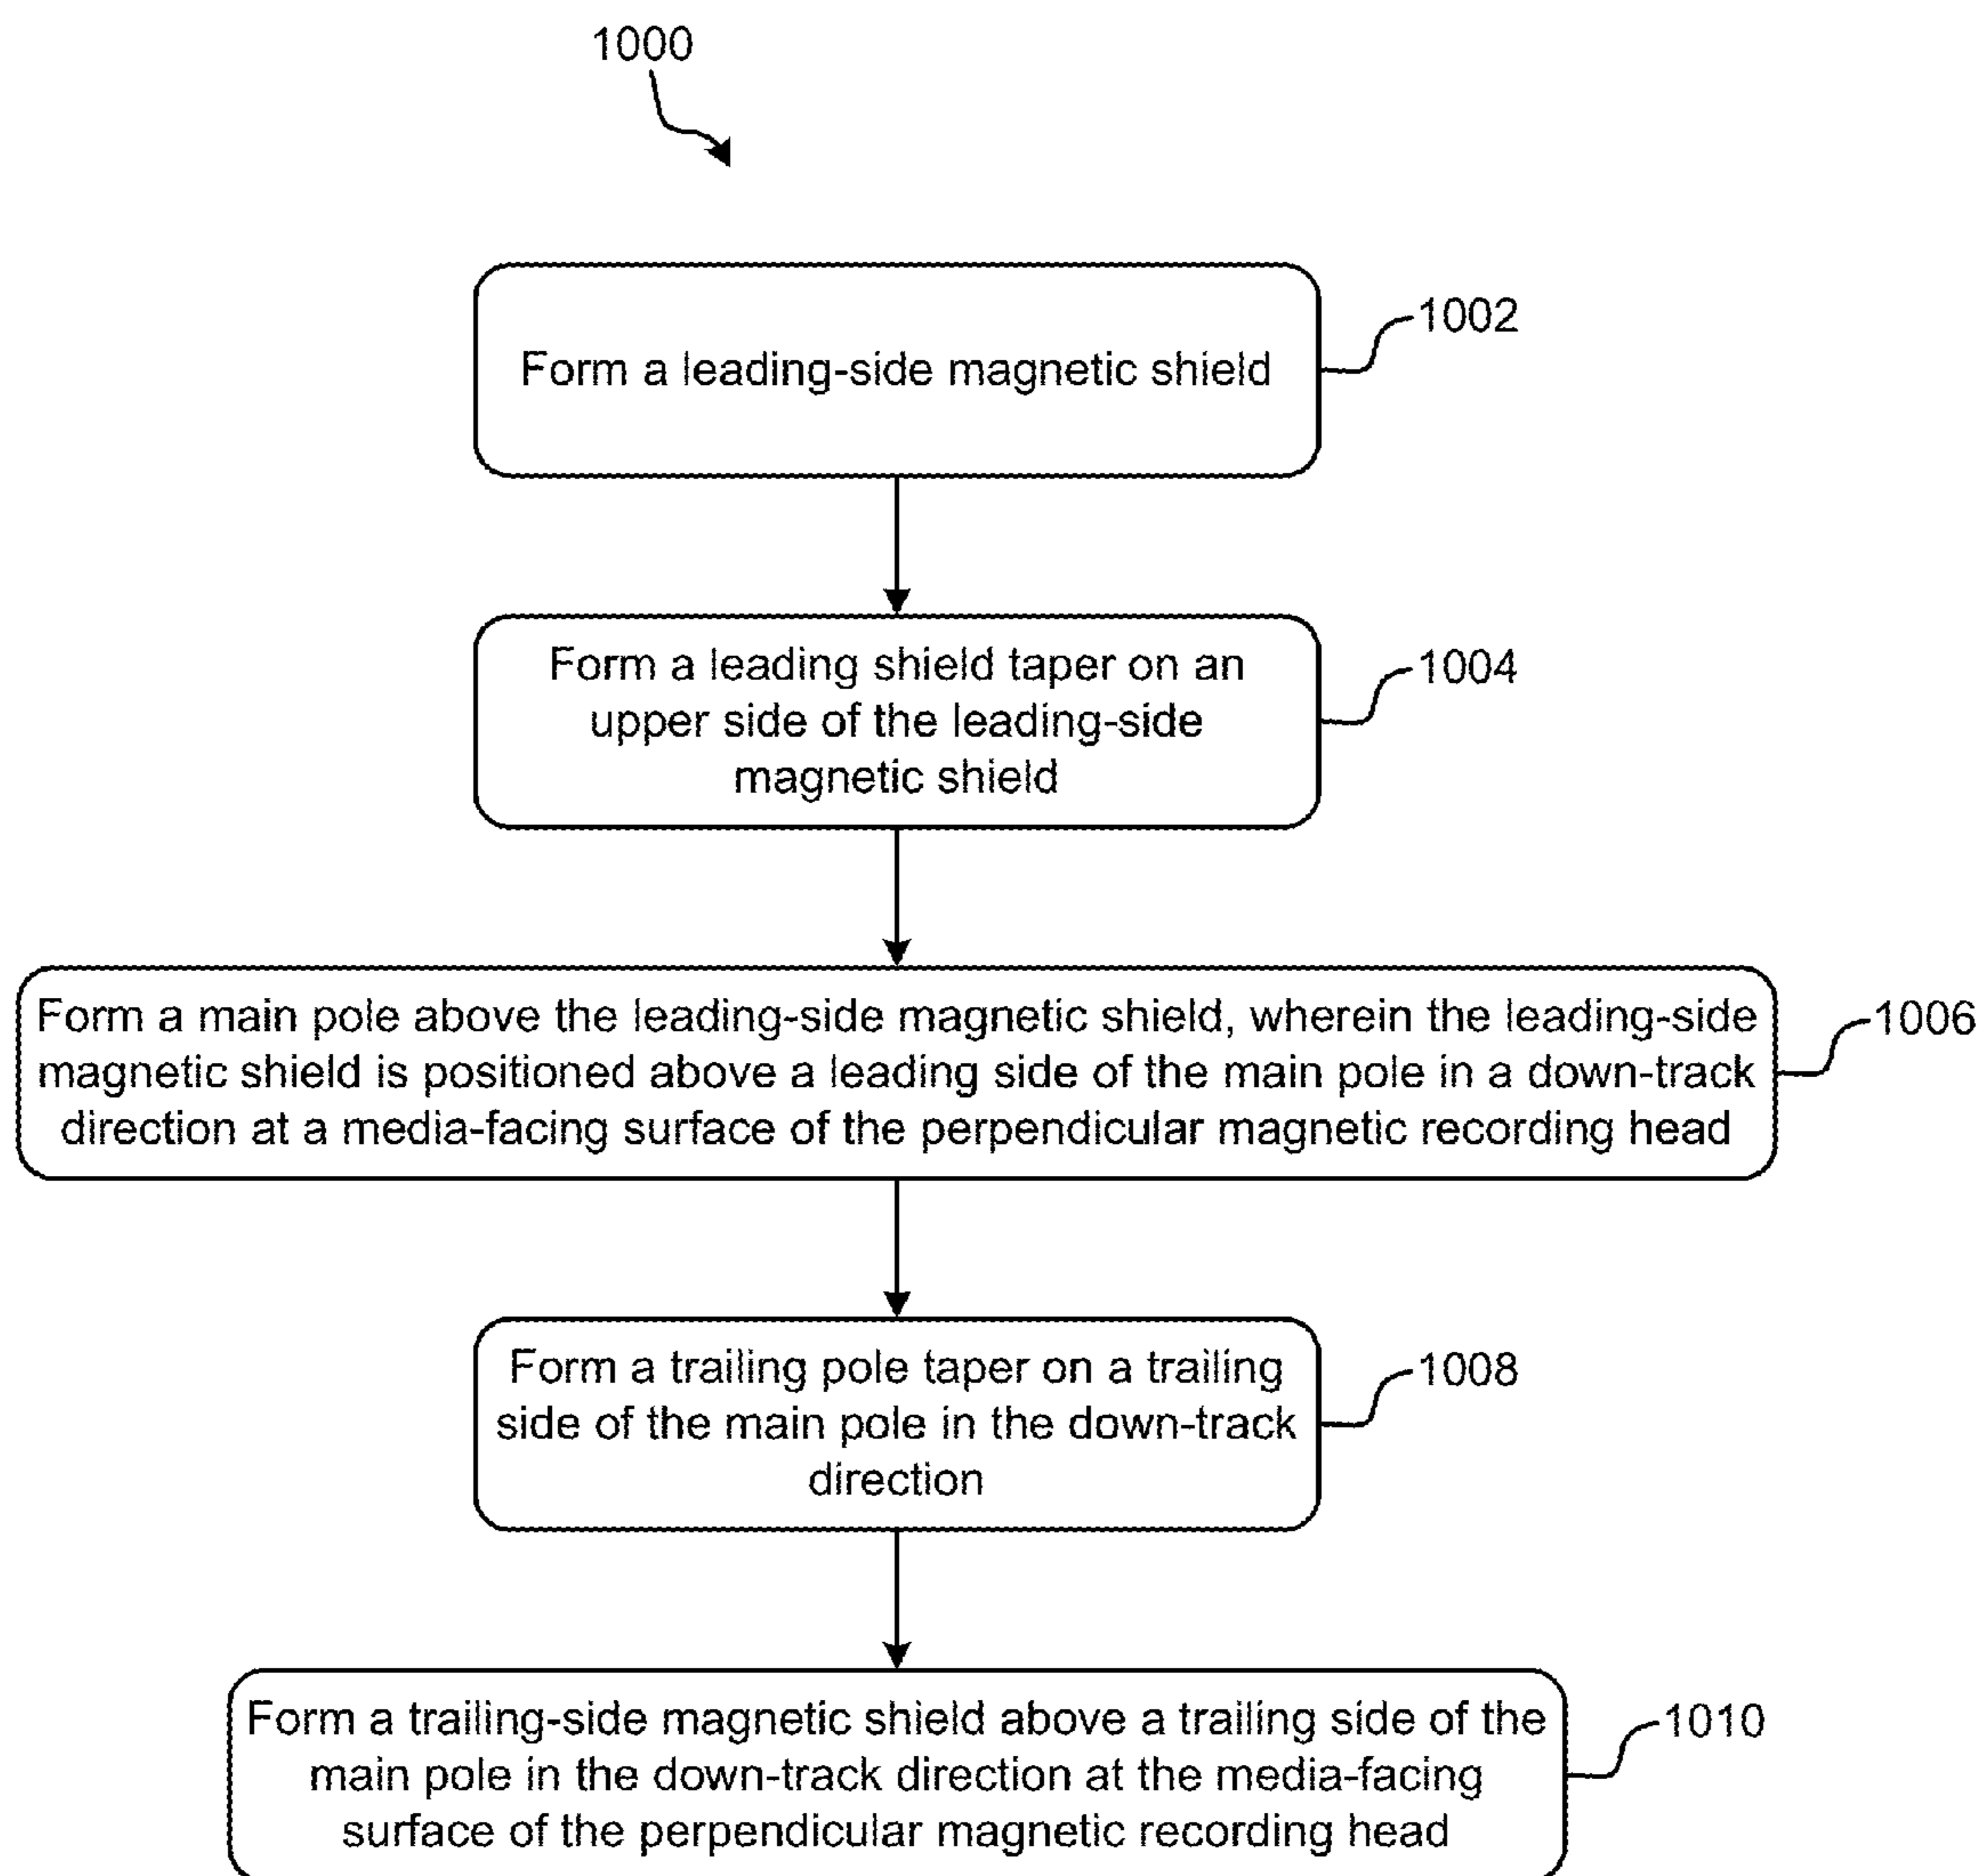 1000
Form a leading-side magnetic shield
1002
Form a leading shield taper on an
upper side of the leading-side
magnetic shield
1004
Form a main pole above the leading-side magnetic shield, wherein the leading-side
magnetic shield is positioned above a leading side of the main pole in a down-track
direction at a media-facing surface of the perpendicular magnetic recording head
1006
Form a trailing pole taper on a trailing
side of the main pole in the down-track
direction
1008
Form a trailing-side magnetic shield above a trailing side of the
main pole in the down-track direction at the media-facing
surface of the perpendicular magnetic recording head
1010